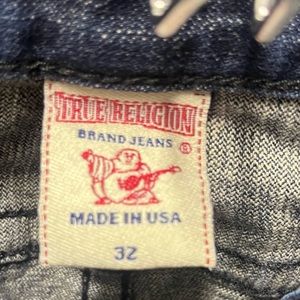 TRUE RELIGION
BRAND JEANS ®
MADE IN USA
32